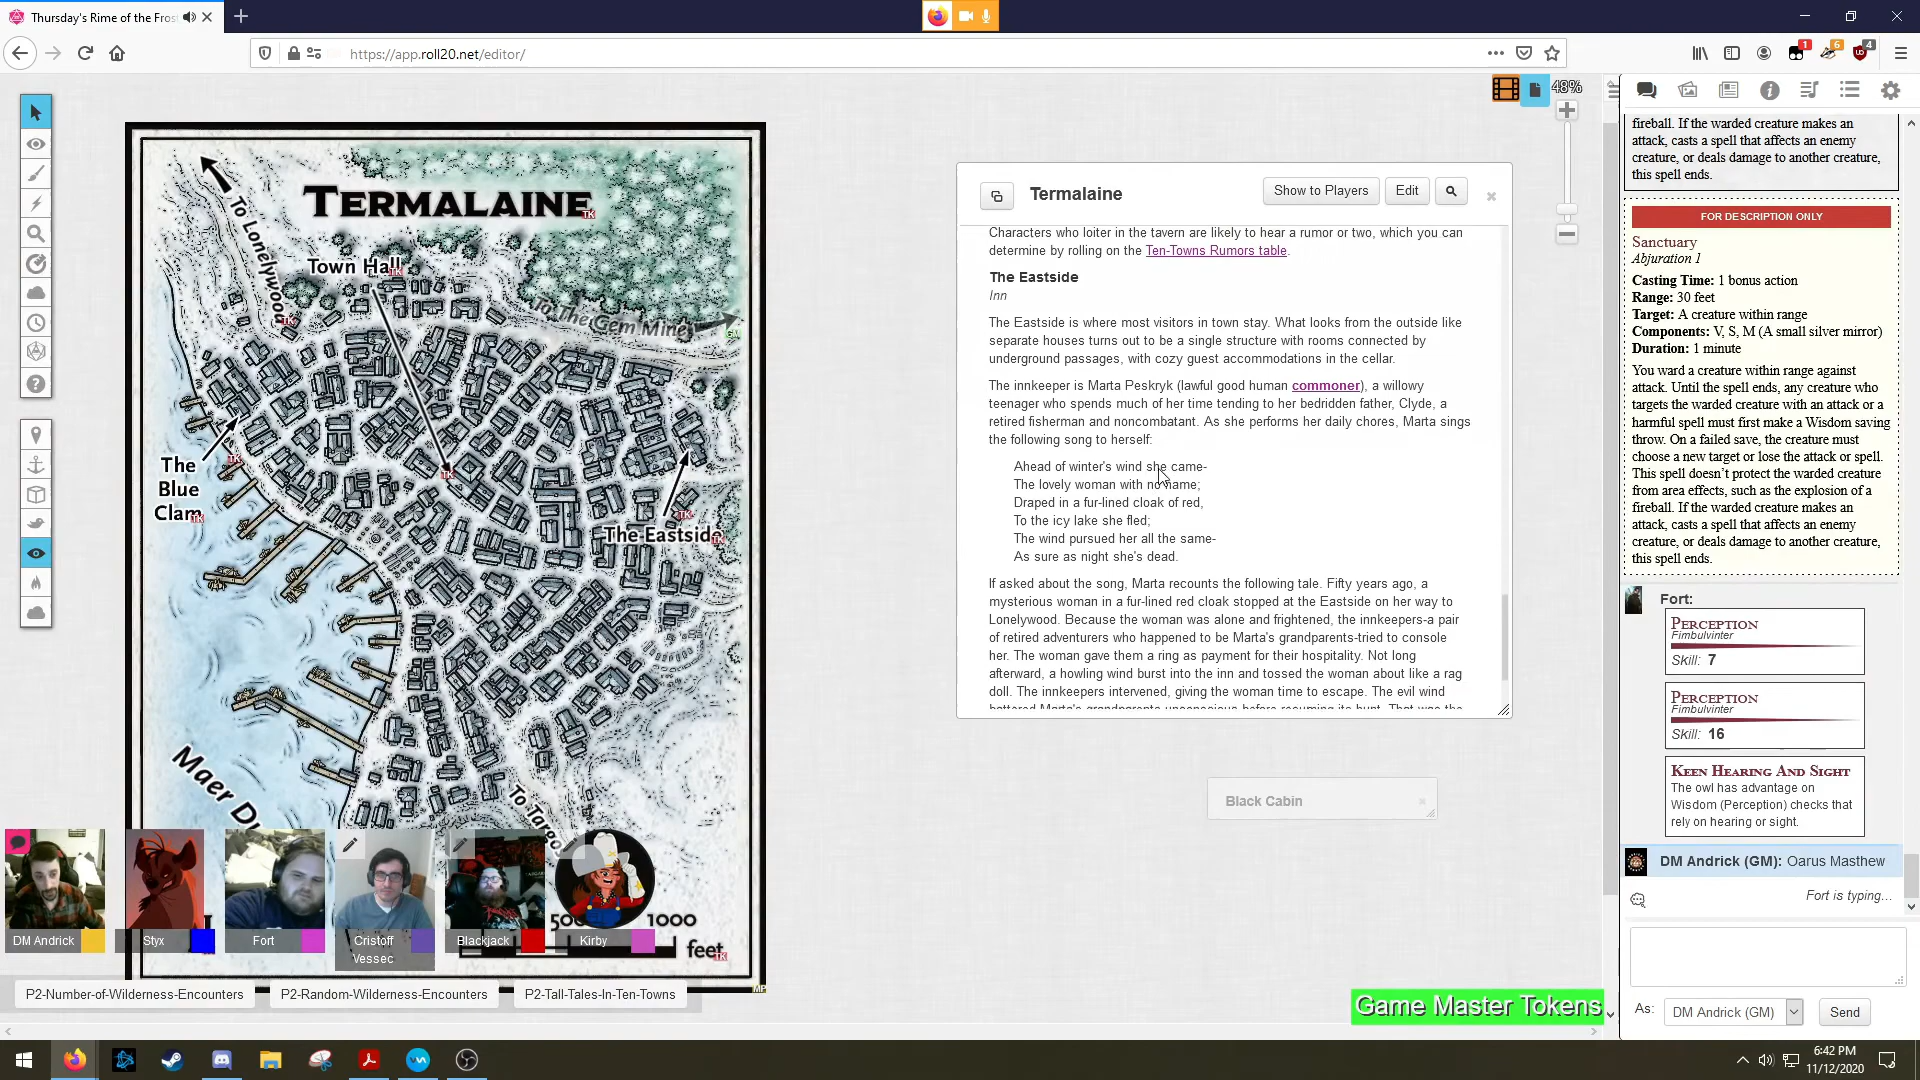 Thursday's Rime of the Fros
https://app.roll20.net/editor/
1
6
4
48%
TERMALAINE
To Lonelywood
Town Hall
To The Gem Mine
The
Blue
Clam
The Eastside
Maer Du
To Targo
500
1000
feet
TK
GM
MP
Termalaine
Show to Players
Edit
Characters who loiter in the tavern are likely to hear a rumor or two, which you can
determine by rolling on the Ten-Towns Rumors table.
The Eastside
Inn
The Eastside is where most visitors in town stay. What looks from the outside like
separate houses turns out to be a single structure with rooms connected by
underground passages, with cozy guest accommodations in the cellar.
The innkeeper is Marta Peskryk (lawful good human commoner), a willowy
teenager who spends much of her time tending to her bedridden father, Clyde, a
retired fisherman and noncombatant. As she performs her daily chores, Marta sings
the following song to herself:
Ahead of winter's wind she came-
The lovely woman with no name;
Draped in a fur-lined cloak of red,
To the icy lake she fled;
The wind pursued her all the same-
As sure as night she's dead.
If asked about the song, Marta recounts the following tale. Fifty years ago, a
mysterious woman in a fur-lined red cloak stopped at the Eastside on her way to
Lonelywood. Because the woman was alone and frightened, the innkeepers-a pair
of retired adventurers who happened to be Marta's grandparents-tried to console
her. The woman gave them a ring as payment for their hospitality. Not long
afterward, a howling wind burst into the inn and tossed the woman about like a rag
doll. The innkeepers intervened, giving the woman time to escape. The evil wind
battered Marta's grandparents unconscious before resuming its hunt. That was the
Black Cabin
fireball. If the warded creature makes an
attack, casts a spell that affects an enemy
creature, or deals damage to another creature,
this spell ends.
FOR DESCRIPTION ONLY
Sanctuary
Abjuration 1
Casting Time: 1 bonus action
Range: 30 feet
Target: A creature within range
Components: V, S, M (A small silver mirror)
Duration: 1 minute
You ward a creature within range against
attack. Until the spell ends, any creature who
targets the warded creature with an attack or a
harmful spell must first make a Wisdom saving
throw. On a failed save, the creature must
choose a new target or lose the attack or spell.
This spell doesn't protect the warded creature
from area effects, such as the explosion of a
fireball. If the warded creature makes an
attack, casts a spell that affects an enemy
creature, or deals damage to another creature,
this spell ends.
Fort:
PERCEPTION
Fimbulvinter
Skill: 7
PERCEPTION
Fimbulvinter
Skill: 16
KEEN HEARING AND SIGHT
The owl has advantage on
Wisdom (Perception) checks that
rely on hearing or sight.
DM Andrick (GM): Oarus Masthew
Fort is typing...
As:
DM Andrick (GM)
Send
DM Andrick
Styx
Fort
Cristoff
Vessec
Blackjack
Kirby
P2-Number-of-Wilderness-Encounters
P2-Random-Wilderness-Encounters
P2-Tall-Tales-In-Ten-Towns
Game Master Tokens
6:42 PM
11/12/2020